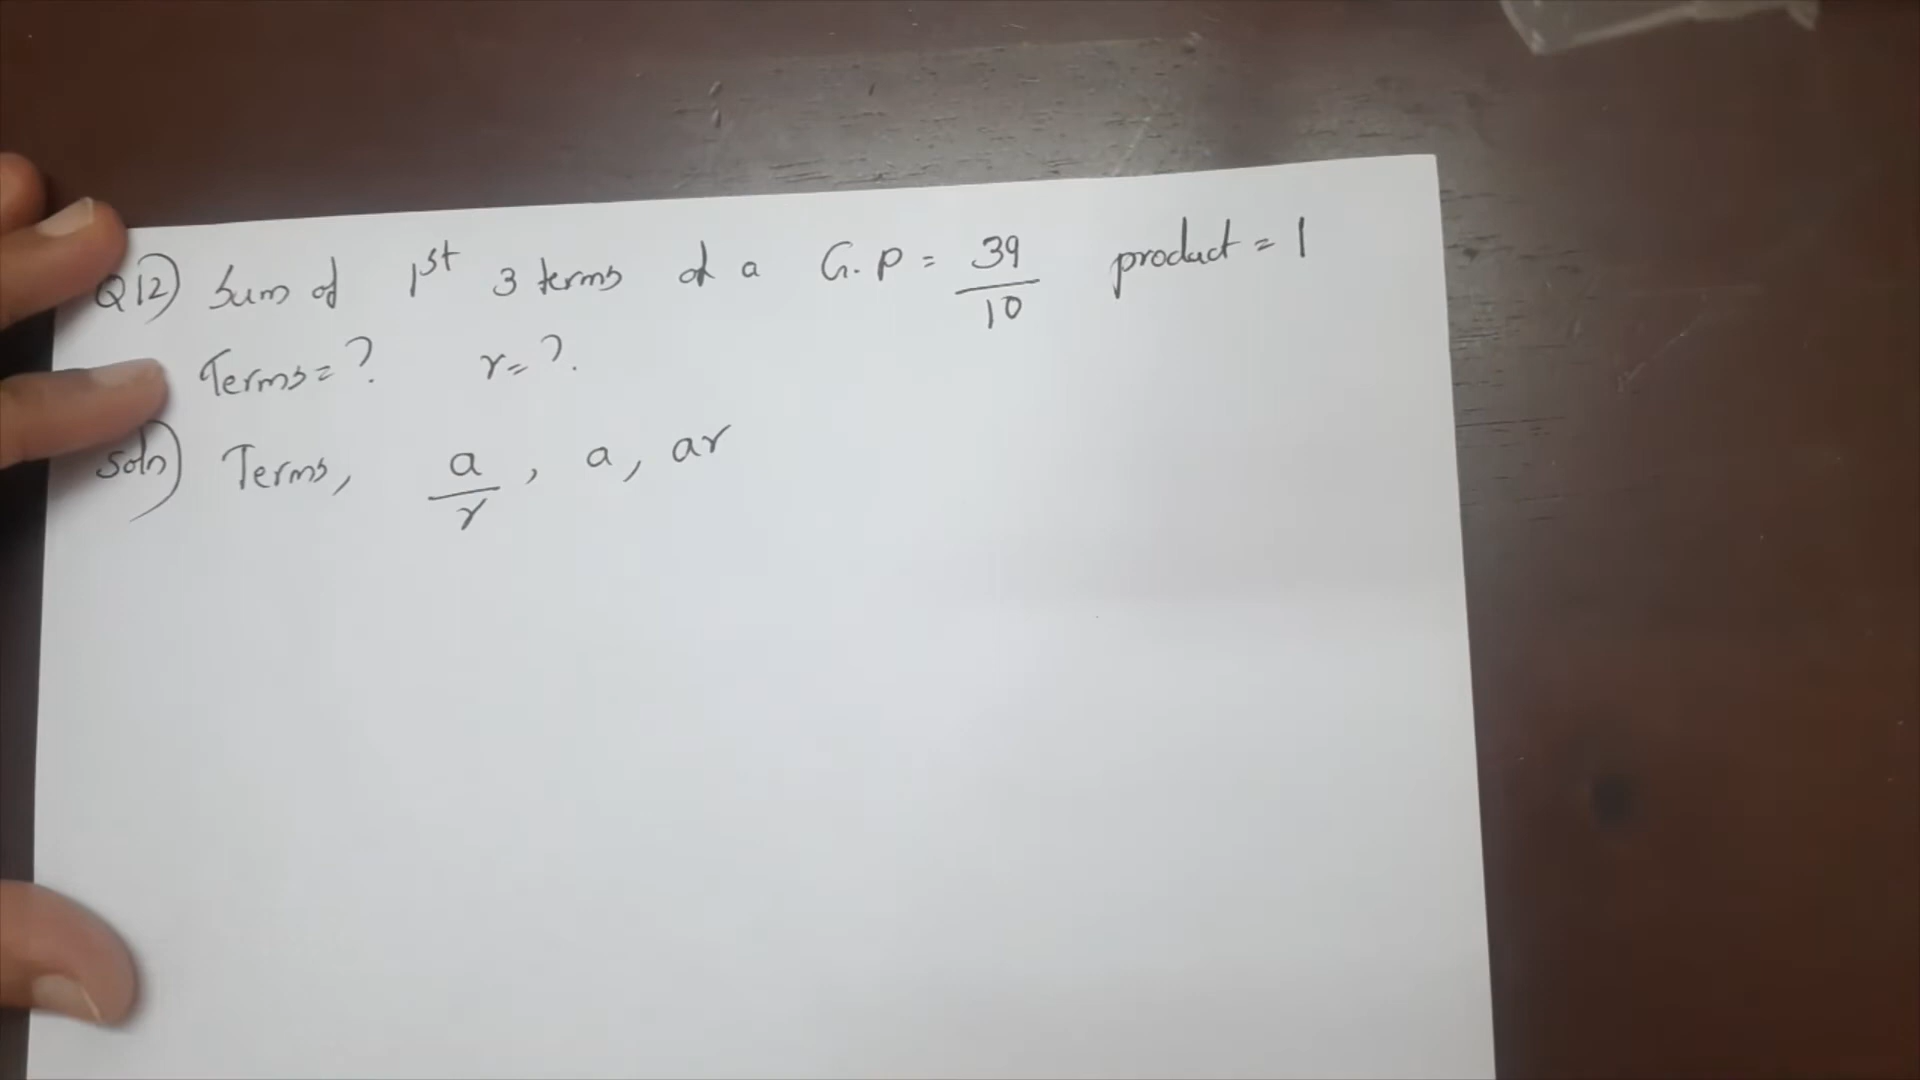 Q12) Sum of 1st 3 terms of a G.P = 39/10 product = 1
Terms = ? r = ?.
Soln) Terms, a/r, a, ar